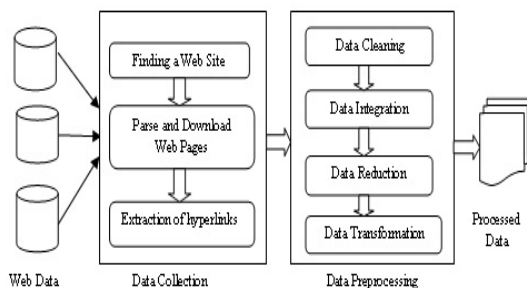 Finding a Web Site
Parse and Download
Web Pages
Extraction of hyperlinks
Data Cleaning
Data Integration
Data Reduction
Data Transformation
Processed
Data
Web Data
Data Collection
Data Preprocessing